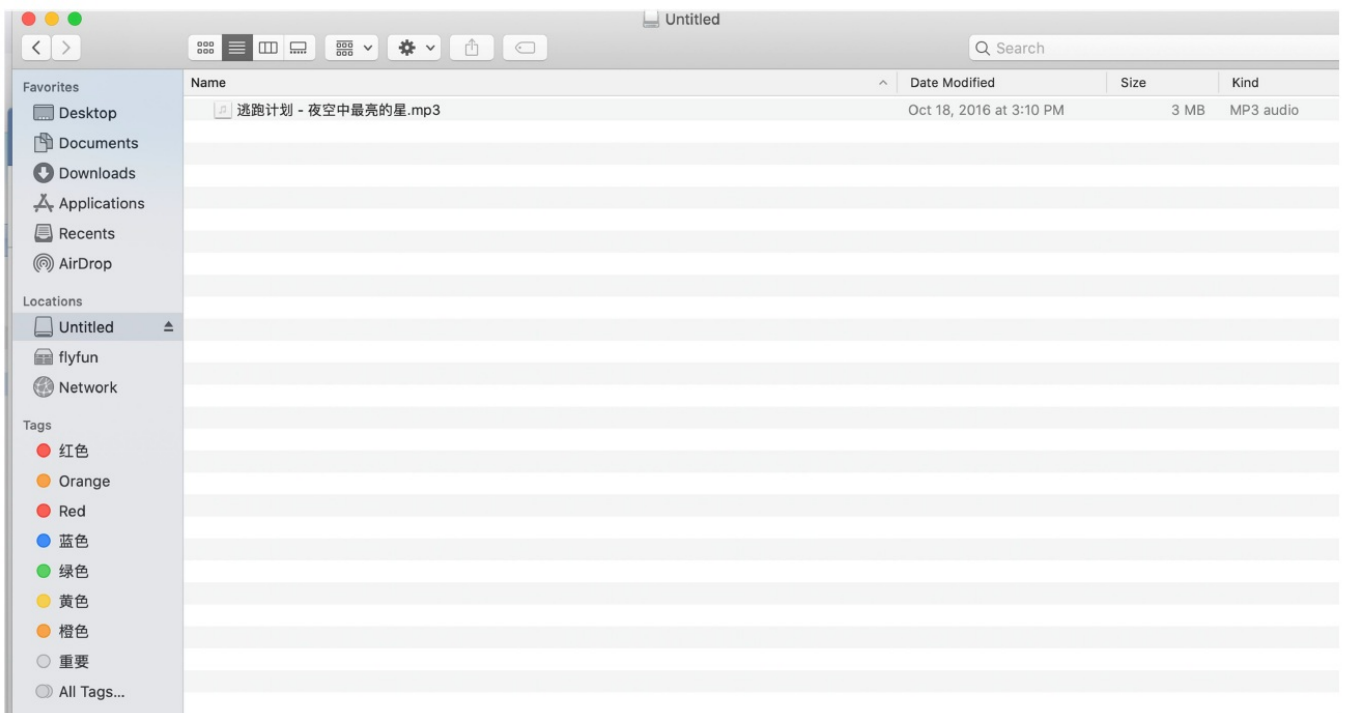 Untitled
Search
Favorites
Desktop
Documents
Downloads
Applications
Recents
AirDrop
Locations
Untitled
flyfun
Network
Tags
红色
Orange
Red
蓝色
绿色
黄色
橙色
重要
All Tags...
Name Date Modified Size Kind
逃跑计划 - 夜空中最亮的星.mp3 Oct 18, 2016 at 3:10 PM 3 MB MP3 audio